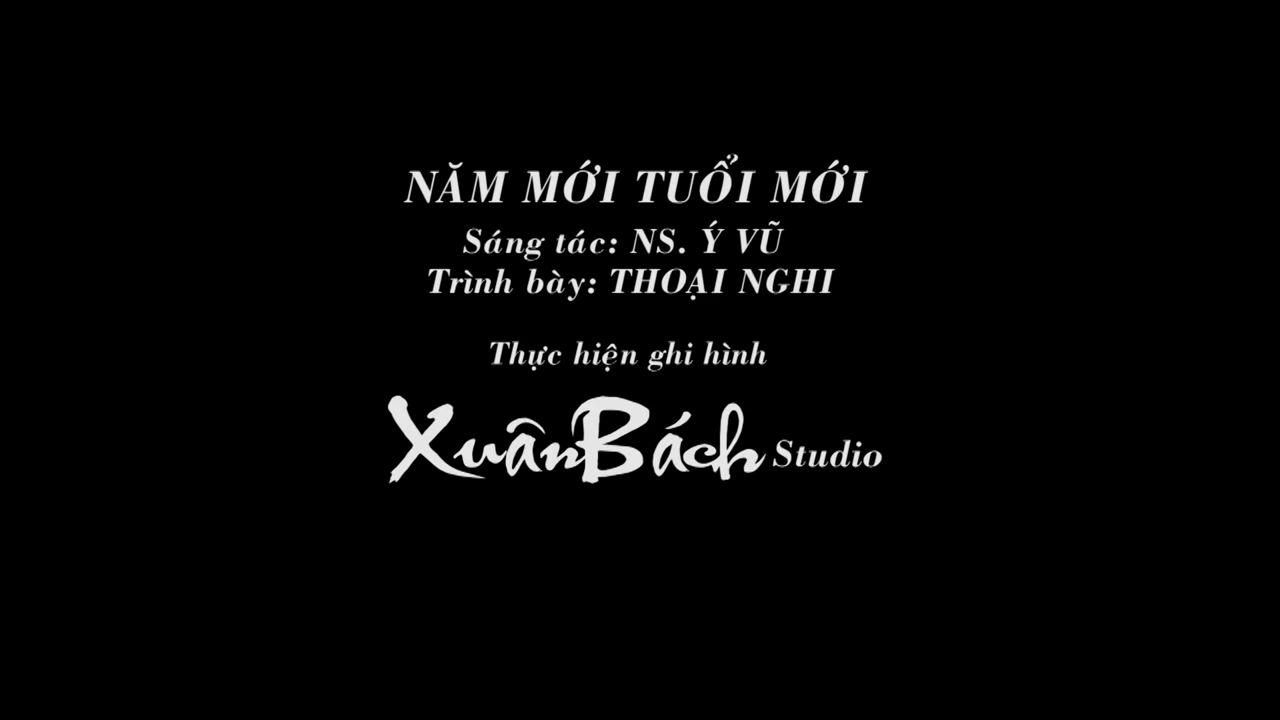 NĂM MỚI TUỔI MỚI
Sáng tác: NS. Ý VŨ
Trình bày: THOẠI NGHI
Thực hiện ghi hình
XuânBách Studio